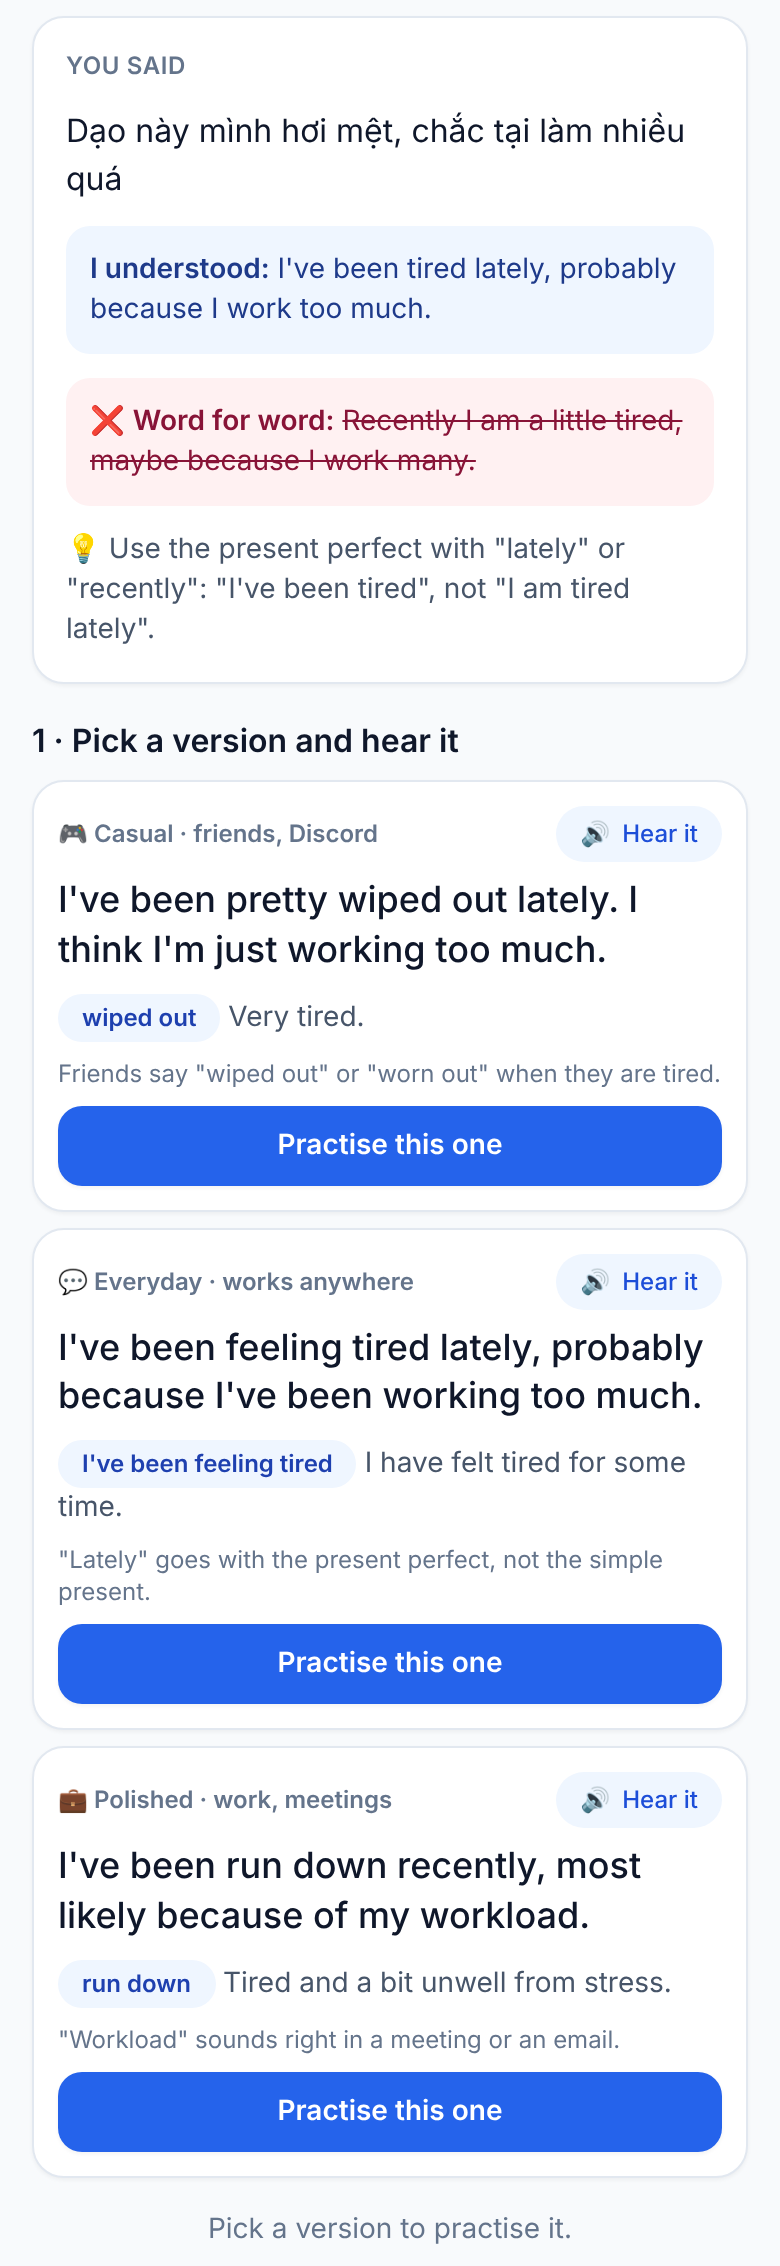 YOU SAID
Dạo này mình hơi mệt, chắc tại làm nhiều
quá
I understood: I've been tired lately, probably
because I work too much.
❌ Word for word: Recently I am a little tired,
maybe because I work many.
💡 Use the present perfect with "lately" or
"recently": "I've been tired", not "I am tired
lately".
1 · Pick a version and hear it
🎮 Casual · friends, Discord
🔊 Hear it
I've been pretty wiped out lately. I
think I'm just working too much.
wiped out Very tired.
Friends say "wiped out" or "worn out" when they are tired.
Practise this one
💬 Everyday · works anywhere
🔊 Hear it
I've been feeling tired lately, probably
because I've been working too much.
I've been feeling tired I have felt tired for some
time.
"Lately" goes with the present perfect, not the simple
present.
Practise this one
💼 Polished · work, meetings
🔊 Hear it
I've been run down recently, most
likely because of my workload.
run down Tired and a bit unwell from stress.
"Workload" sounds right in a meeting or an email.
Practise this one
Pick a version to practise it.